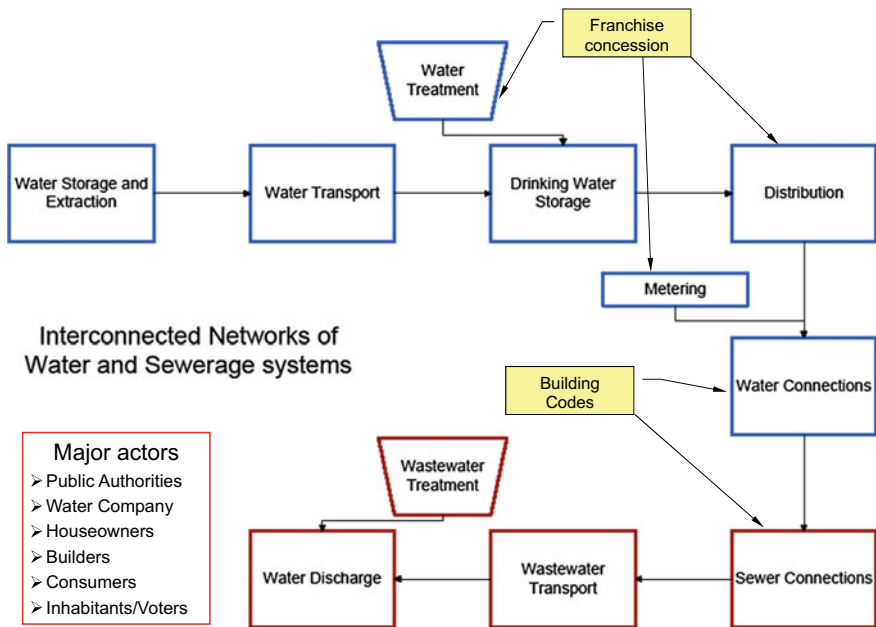 Franchise
concession
Water
Treatment
Water Storage and
Extraction
Water Transport
Drinking Water
Storage
Distribution
Metering
Interconnected Networks of
Water and Sewerage systems
Building
Codes
Water Connections
Major actors
➢ Public Authorities
➢ Water Company
➢ Houseowners
➢ Builders
➢ Consumers
➢ Inhabitants/Voters
Wastewater
Treatment
Water Discharge
Wastewater
Transport
Sewer Connections